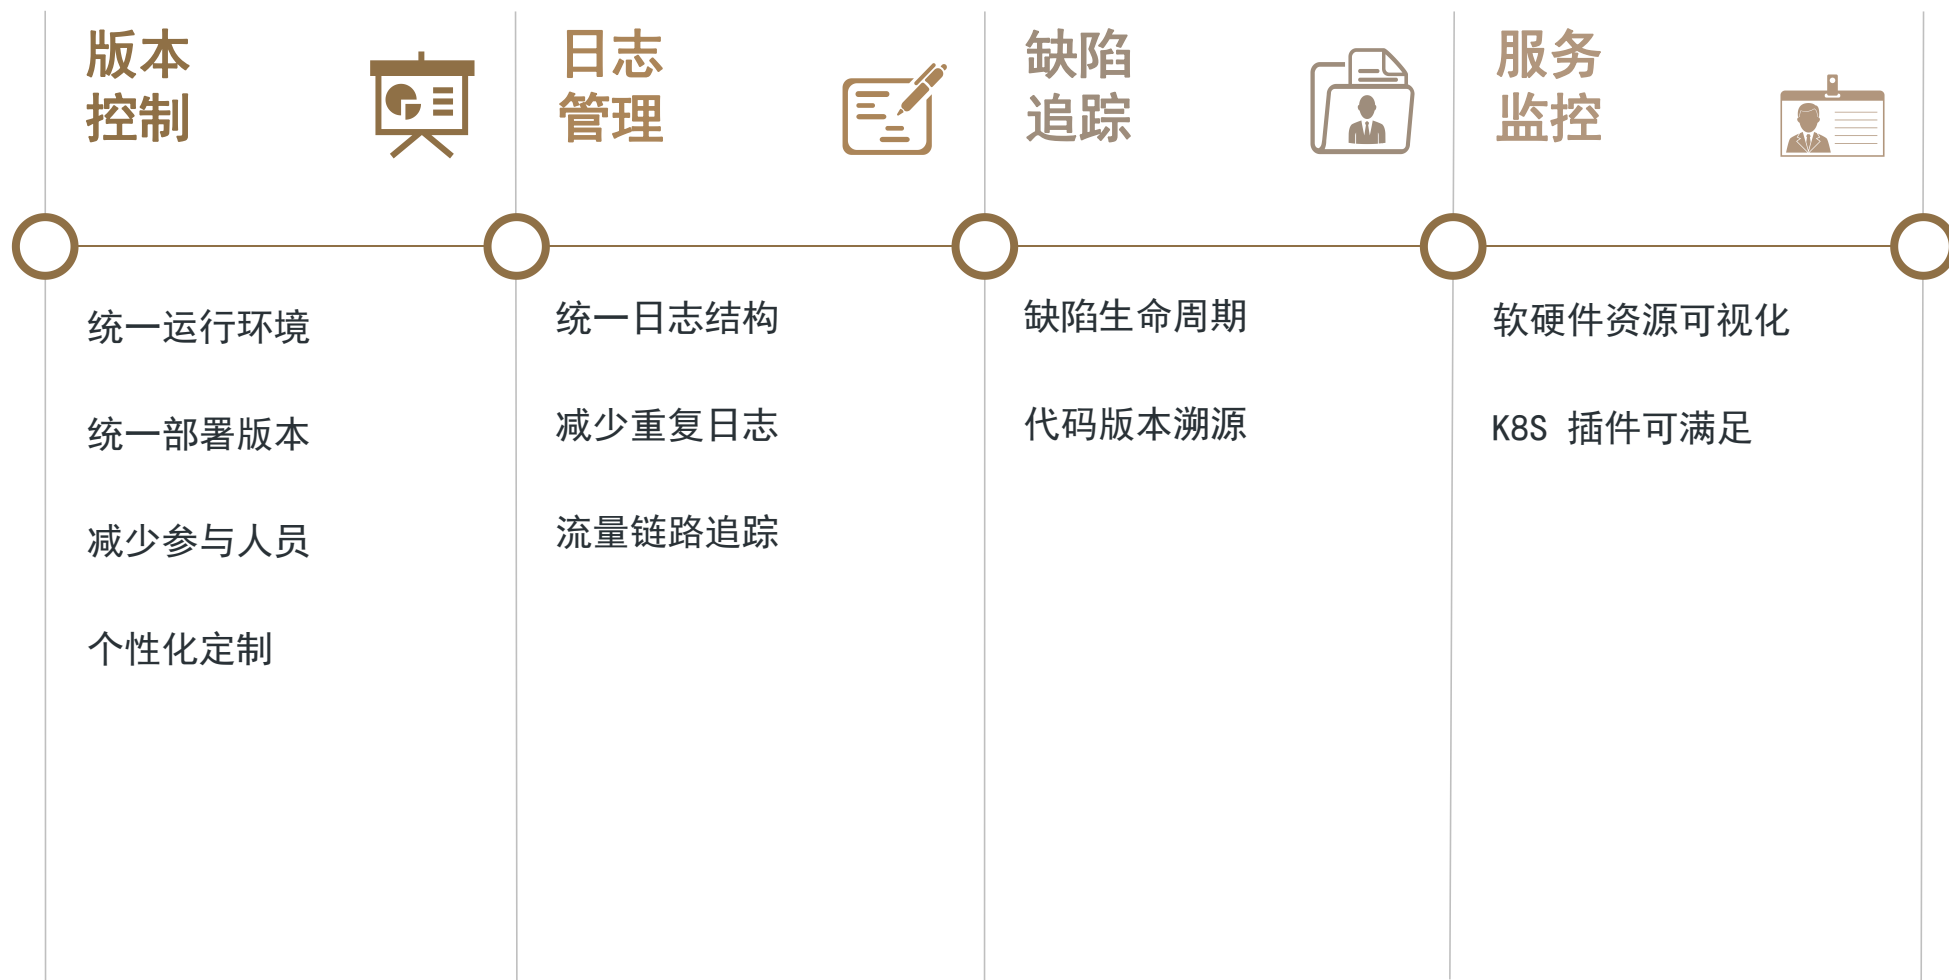 版本
控制
统一运行环境
统一部署版本
减少参与人员
个性化定制
日志
管理
统一日志结构
减少重复日志
流量链路追踪
缺陷
追踪
缺陷生命周期
代码版本溯源
服务
监控
软硬件资源可视化
K8S 插件可满足